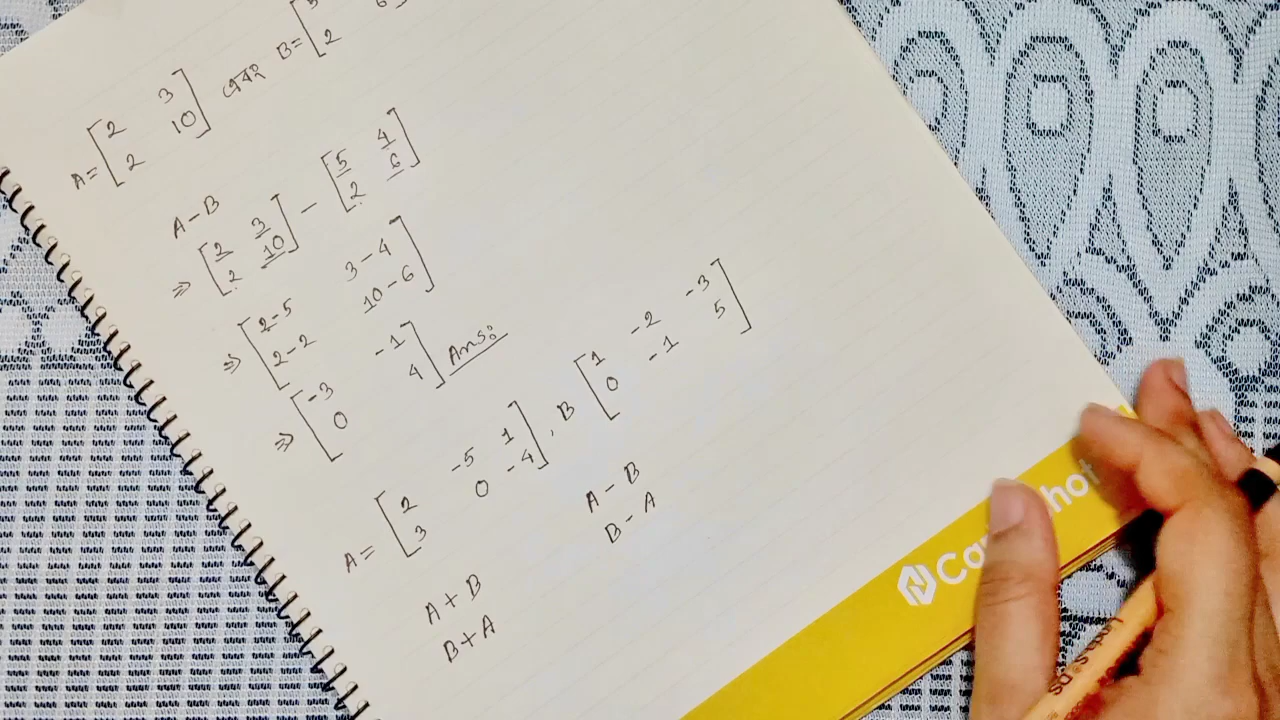 A = [2 3
2 10] এবং B = [5
2 6]
A - B
⇒ [2 3
2 10] - [5 4
2 6]
⇒ [2-5 3-4
2-2 10-6]
⇒ [-3 -1
0 4] Ans:
A = [2 -5 1
3 0 -4], B [1 -2 -3
0 -1 5]
A + B
B + A
A - B
B - A